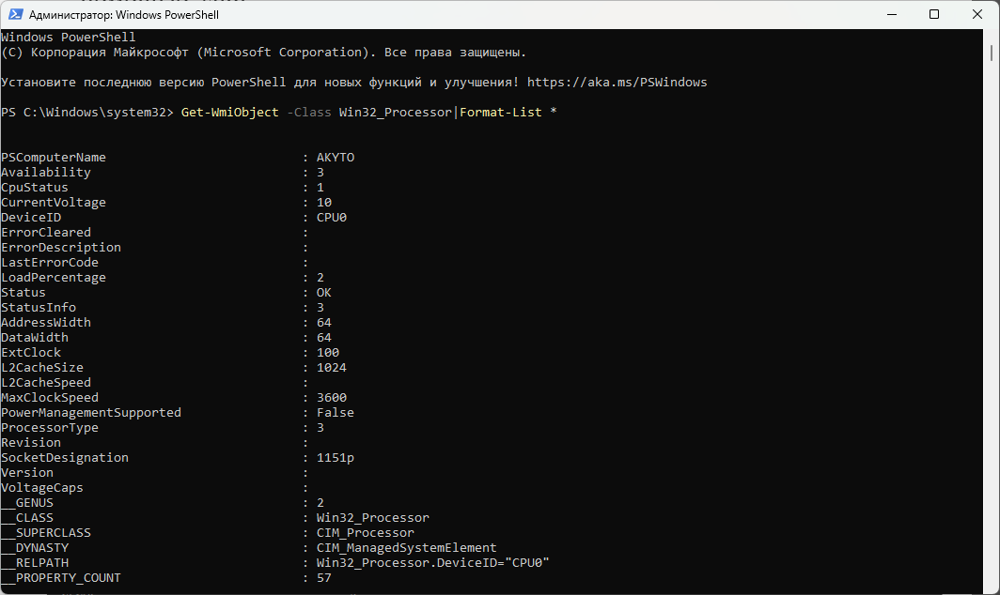 Администратор: Windows PowerShell
Windows PowerShell
(C) Корпорация Майкрософт (Microsoft Corporation). Все права защищены.
Установите последнюю версию PowerShell для новых функций и улучшения! https://aka.ms/PSWindows
PS C:\Windows\system32> Get-WmiObject -Class Win32_Processor|Format-List *
PSComputerName : AKYTO
Availability : 3
CpuStatus : 1
CurrentVoltage : 10
DeviceID : CPU0
ErrorCleared :
ErrorDescription :
LastErrorCode :
LoadPercentage : 2
Status : OK
StatusInfo : 3
AddressWidth : 64
DataWidth : 64
ExtClock : 100
L2CacheSize : 1024
L2CacheSpeed :
MaxClockSpeed : 3600
PowerManagementSupported : False
ProcessorType : 3
Revision :
SocketDesignation : 1151p
Version :
VoltageCaps :
__GENUS : 2
__CLASS : Win32_Processor
__SUPERCLASS : CIM_Processor
__DYNASTY : CIM_ManagedSystemElement
__RELPATH : Win32_Processor.DeviceID="CPU0"
__PROPERTY_COUNT : 57